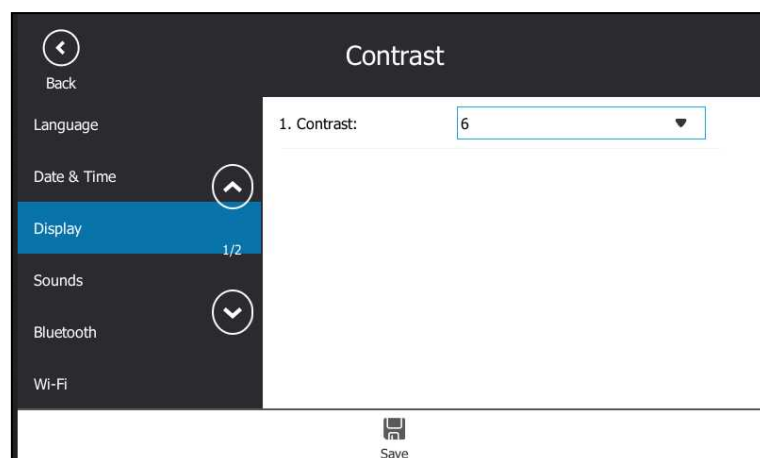 Contrast
Back
Language
1. Contrast:
6
Date & Time
Display
1/2
Sounds
Bluetooth
Wi-Fi
Save